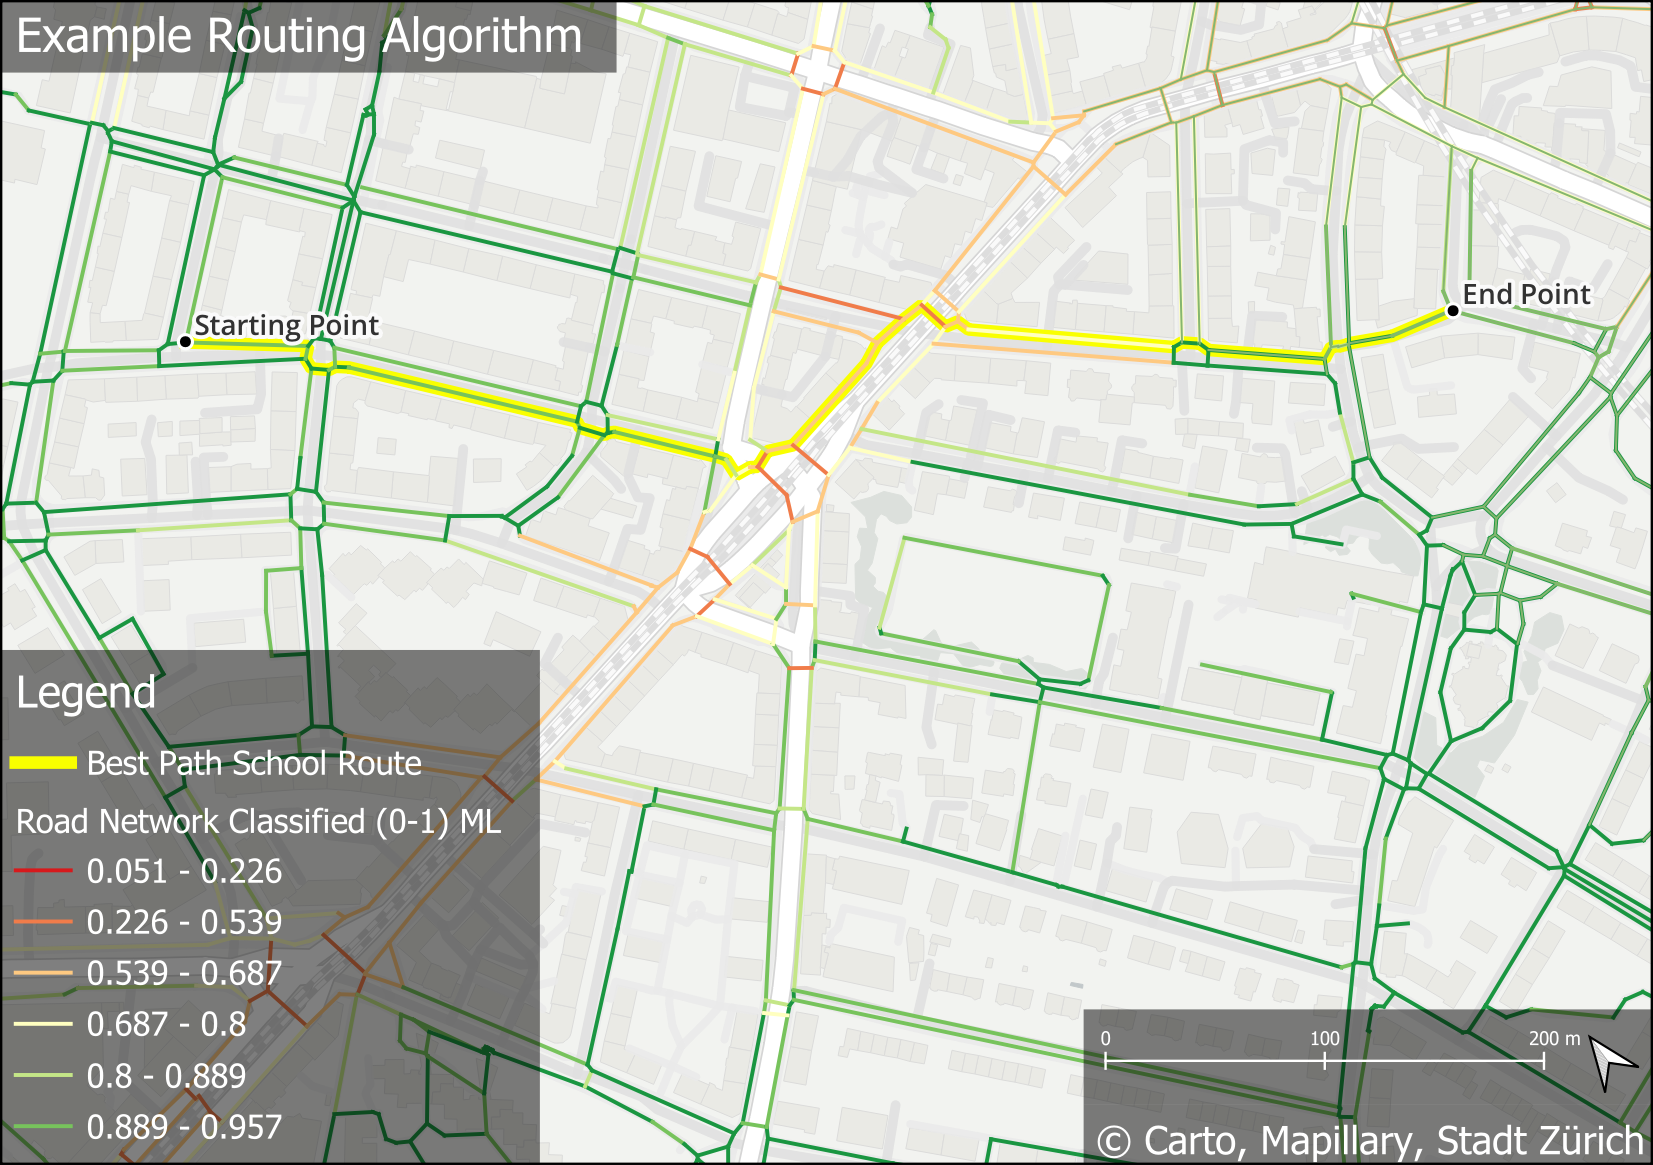 Example Routing Algorithm
Starting Point
End Point
Legend
Best Path School Route
Road Network Classified (0-1) ML
0.051 - 0.226
0.226 - 0.539
0.539 - 0.687
0.687 - 0.8
0.8 - 0.889
0.889 - 0.957
0 100 200 m
© Carto, Mapillary, Stadt Zürich